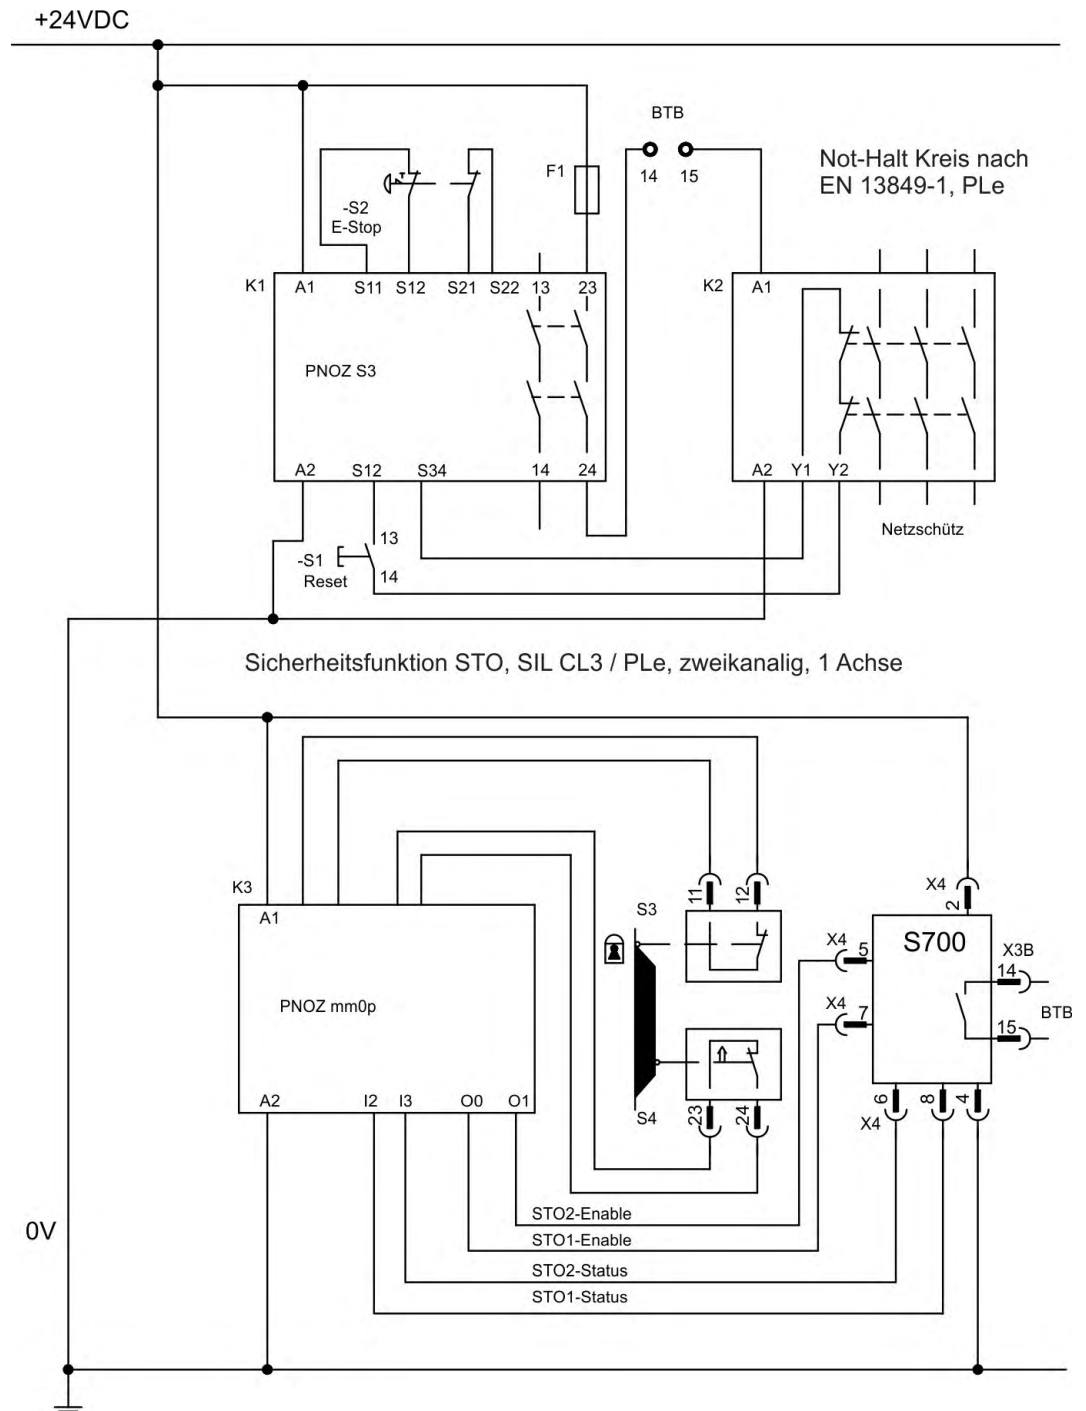 +24VDC
BTB
14 15
Not-Halt Kreis nach
EN 13849-1, PLe
F1
-S2
E-Stop
K1
A1 S11 S12 S21 S22 13 23
K2
A1
PNOZ S3
A2 S12 S34 14 24
A2 Y1 Y2
Netzschütz
13
-S1
Reset
14
Sicherheitsfunktion STO, SIL CL3 / PLe, zweikanalig, 1 Achse
K3
A1
11 12
S3
X4
2
S700
X4
5
X3B
14
X4
7
15
BTB
PNOZ mm0p
A2 I2 I3 O0 O1
S4
23 24
6 8 4
X4
STO2-Enable
STO1-Enable
STO2-Status
STO1-Status
0V